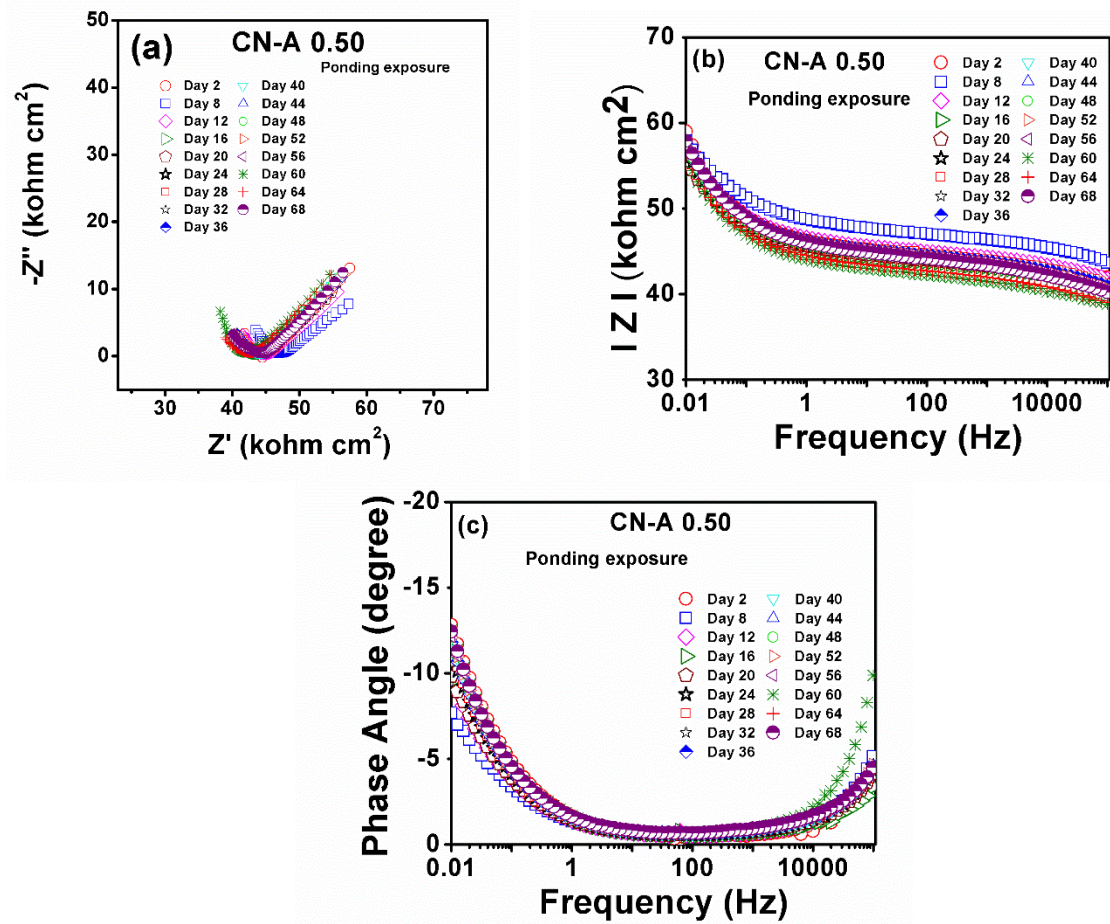 (a)
CN-A 0.50
Ponding exposure
Day 2 Day 40
Day 8 Day 44
Day 12 Day 48
Day 16 Day 52
Day 20 Day 56
Day 24 Day 60
Day 28 Day 64
Day 32 Day 68
Day 36
50
40
30
20
10
0
-Z'' (kohm cm2)
30 40 50 60 70
Z' (kohm cm2)
(b)
CN-A 0.50
Ponding exposure
Day 2 Day 40
Day 8 Day 44
Day 12 Day 48
Day 16 Day 52
Day 20 Day 56
Day 24 Day 60
Day 28 Day 64
Day 32 Day 68
Day 36
70
60
50
40
30
I Z I (kohm cm2)
0.01 1 100 10000
Frequency (Hz)
(c)
CN-A 0.50
Ponding exposure
Day 2 Day 40
Day 8 Day 44
Day 12 Day 48
Day 16 Day 52
Day 20 Day 56
Day 24 Day 60
Day 28 Day 64
Day 32 Day 68
Day 36
-20
-15
-10
-5
0
Phase Angle (degree)
0.01 1 100 10000
Frequency (Hz)